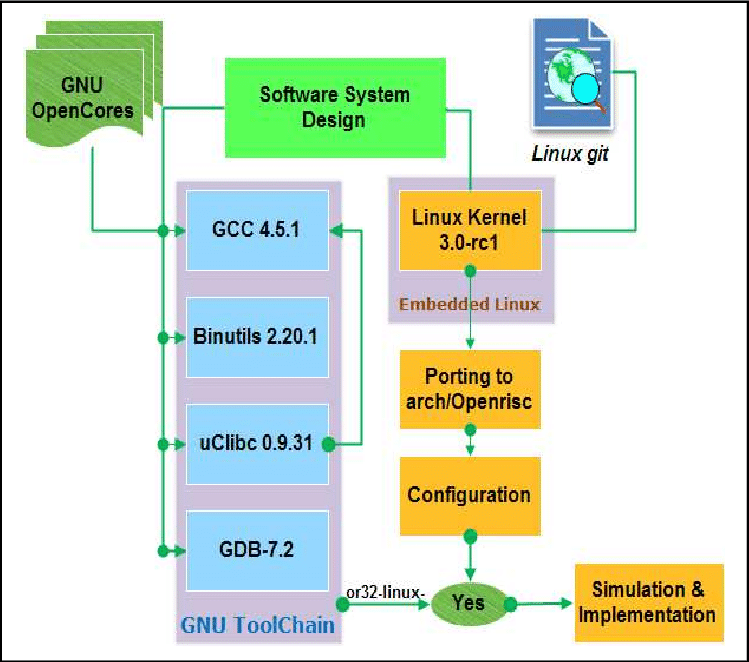 GNU
OpenCores
Software System
Design
Linux git
GCC 4.5.1
Linux Kernel
3.0-rc1
Embedded Linux
Binutils 2.20.1
Porting to
arch/Openrisc
uClibc 0.9.31
Configuration
GDB-7.2
or32-linux-
Yes
Simulation &
Implementation
GNU ToolChain